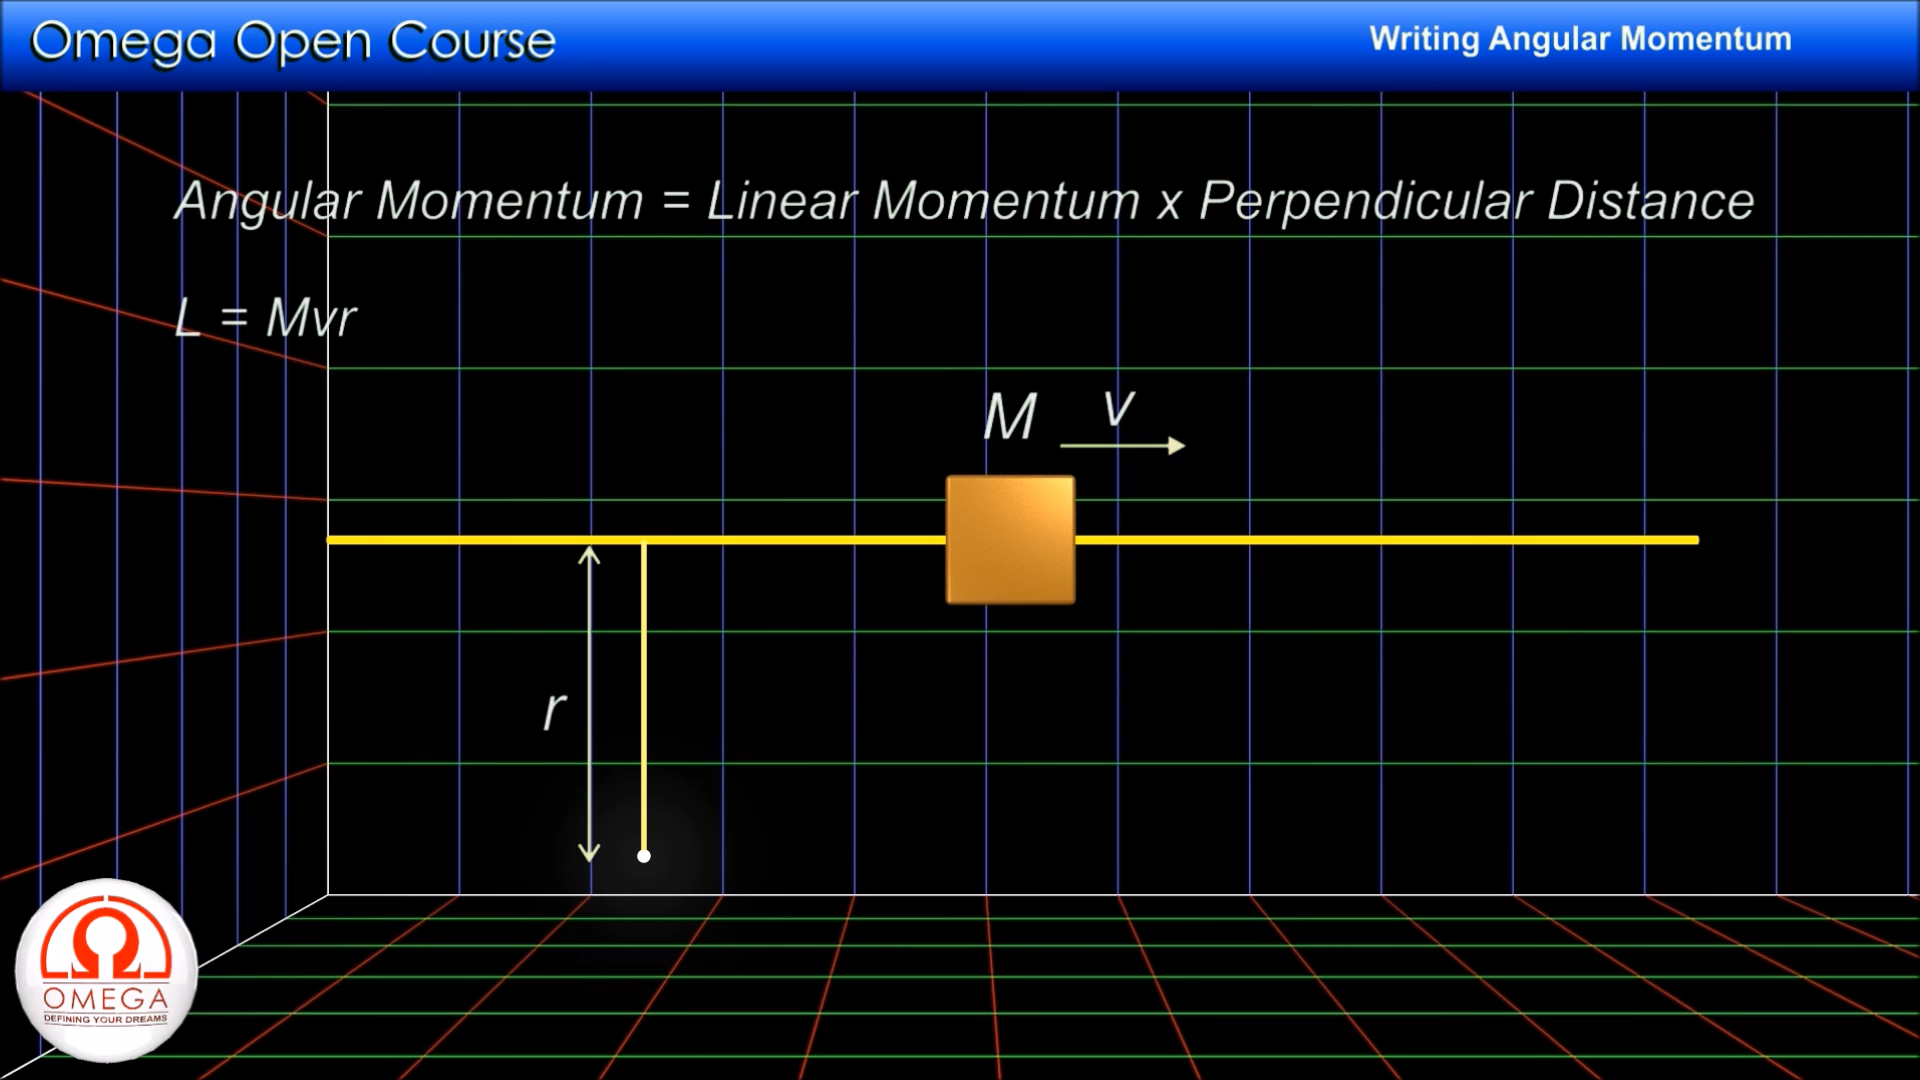 Omega Open Course
Writing Angular Momentum
Angular Momentum = Linear Momentum x Perpendicular Distance
L = Mvr
M
v
r
OMEGA
DEFINING YOUR DREAMS